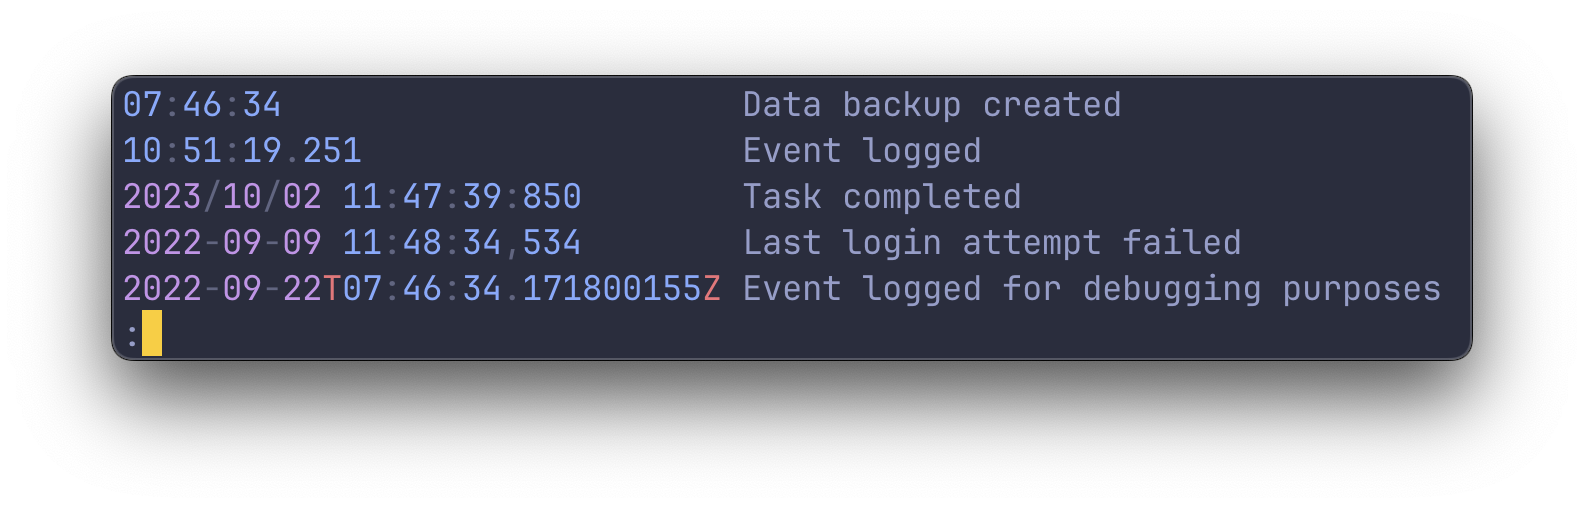 07:46:34                       Data backup created
10:51:19.251                   Event logged
2023/10/02 11:47:39:850        Task completed
2022-09-09 11:48:34,534        Last login attempt failed
2022-09-22T07:46:34.171800155Z Event logged for debugging purposes
: